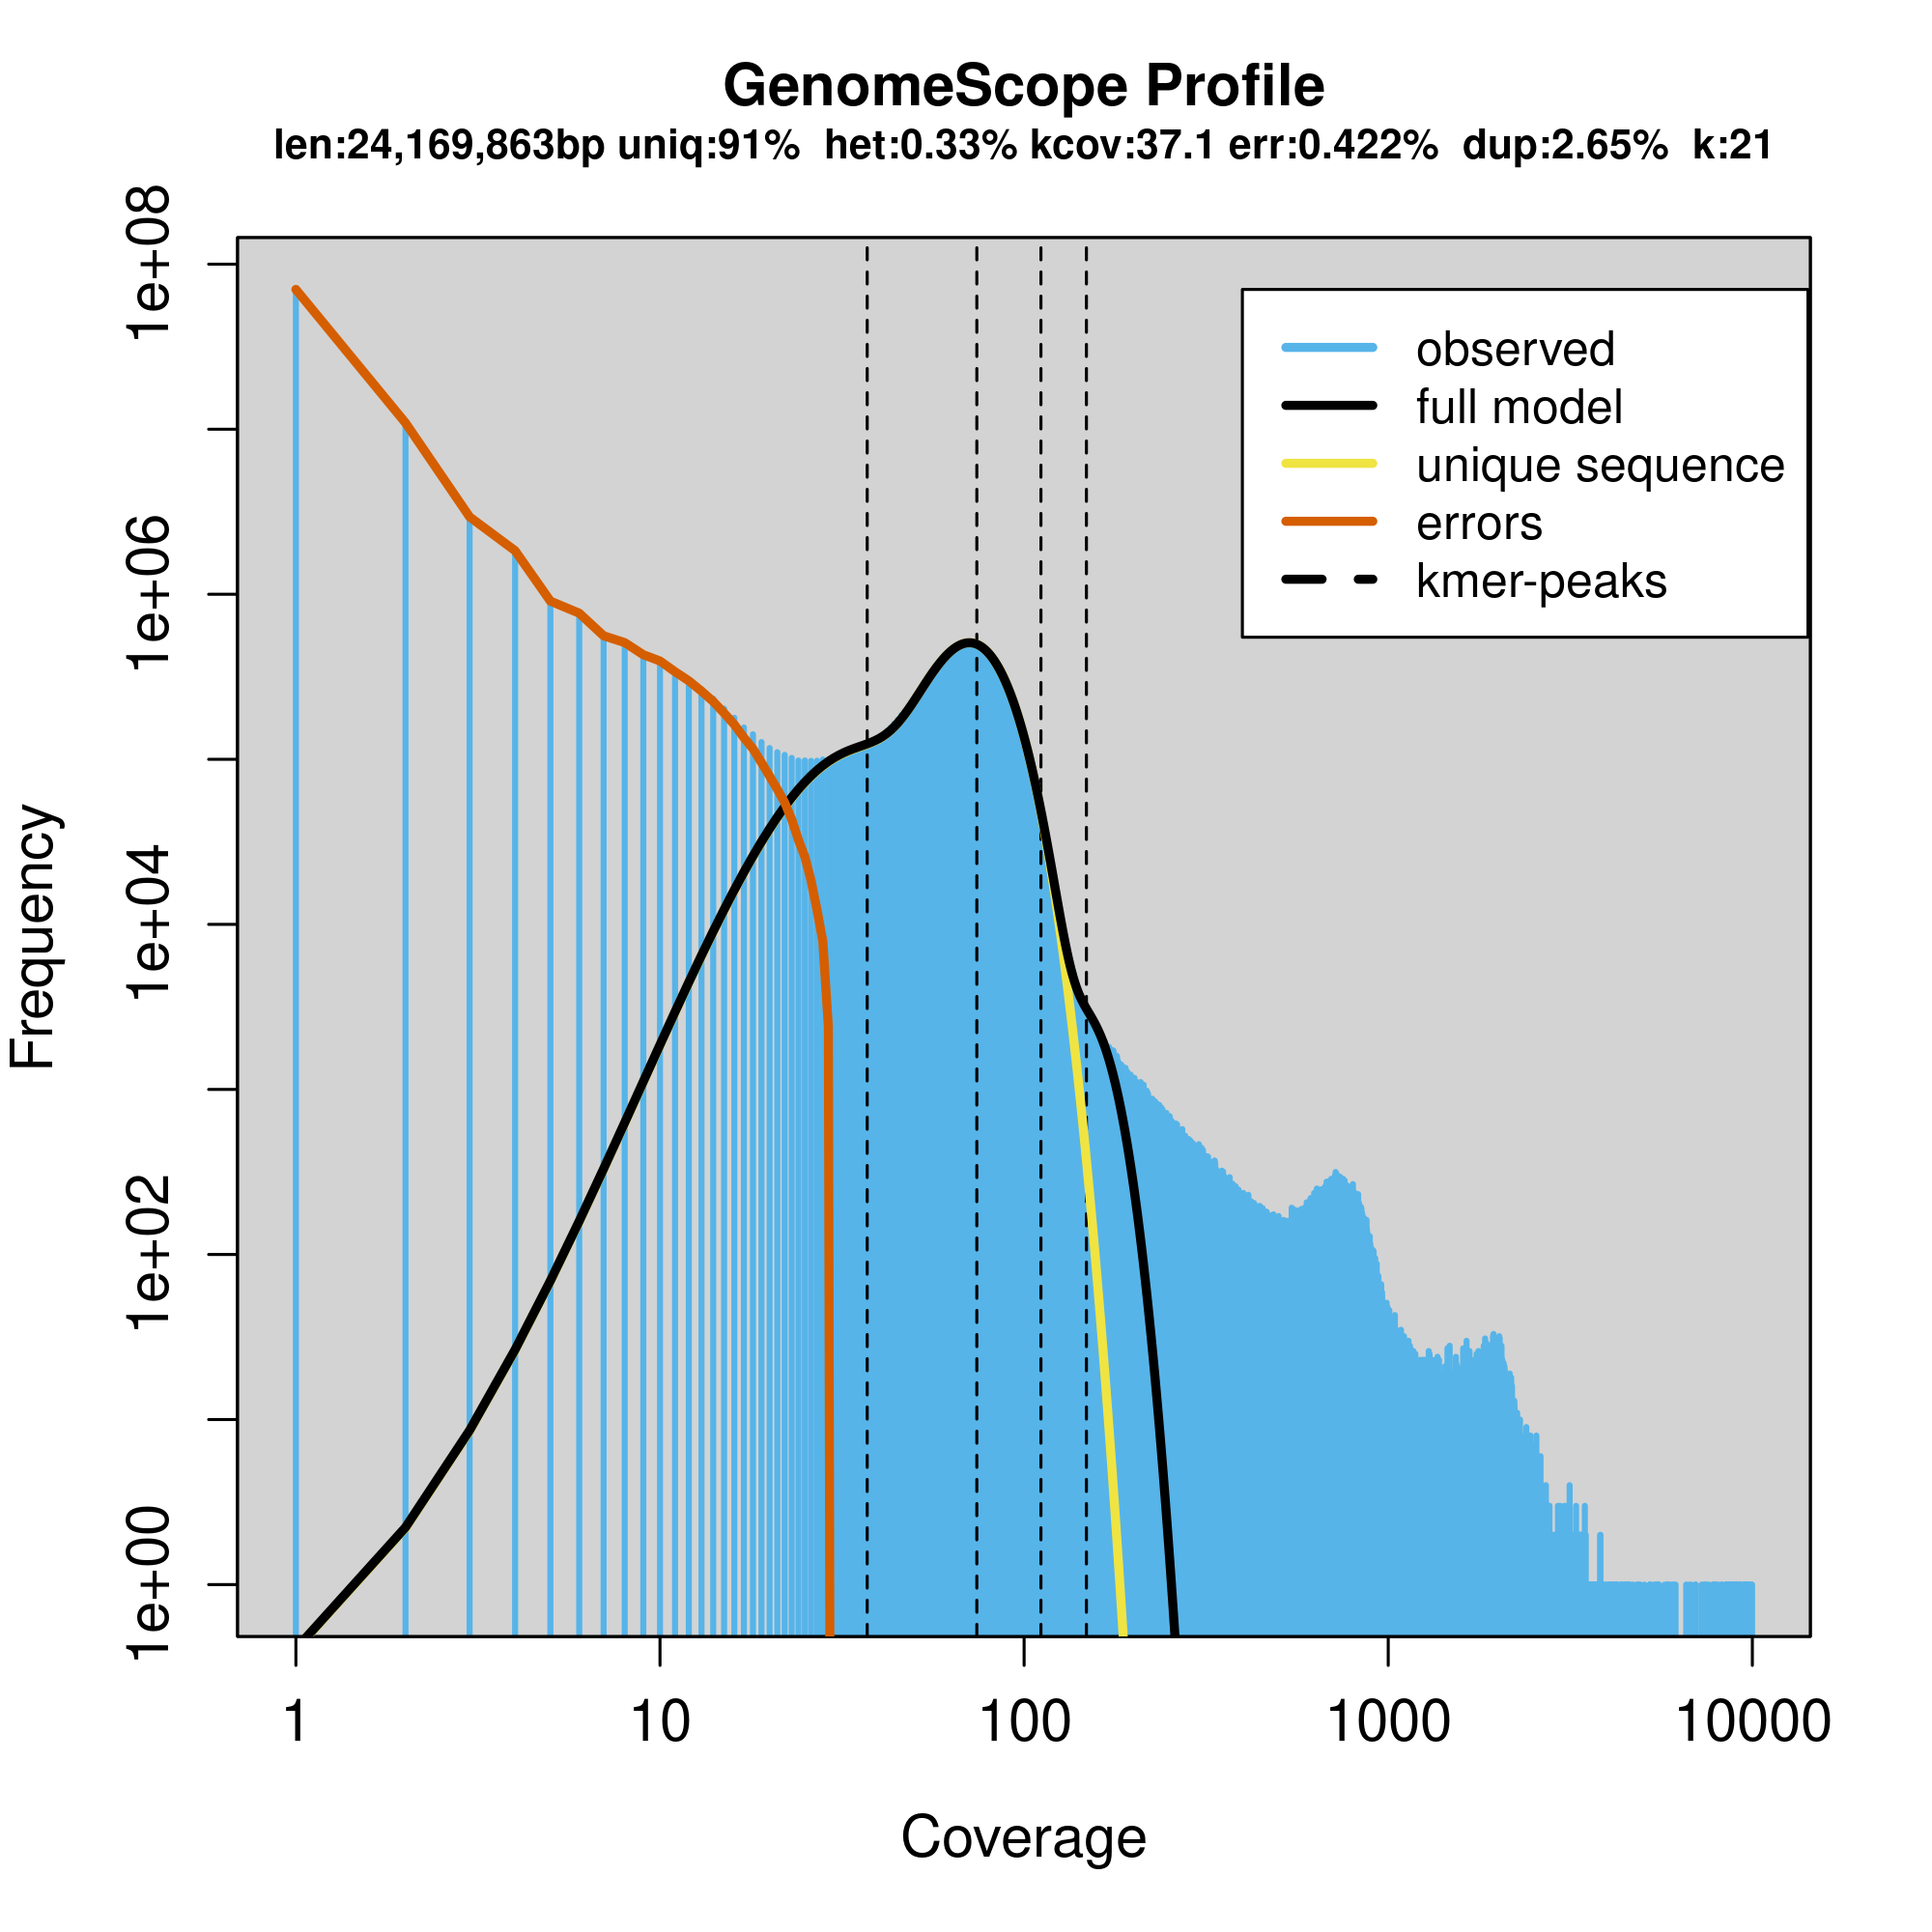 GenomeScope Profile
len:24,169,863bp uniq:91% het:0.33% kcov:37.1 err:0.422% dup:2.65% k:21
1e+08
1e+06
1e+04
1e+02
1e+00
Frequency
observed
full model
unique sequence
errors
kmer-peaks
1 10 100 1000 10000
Coverage